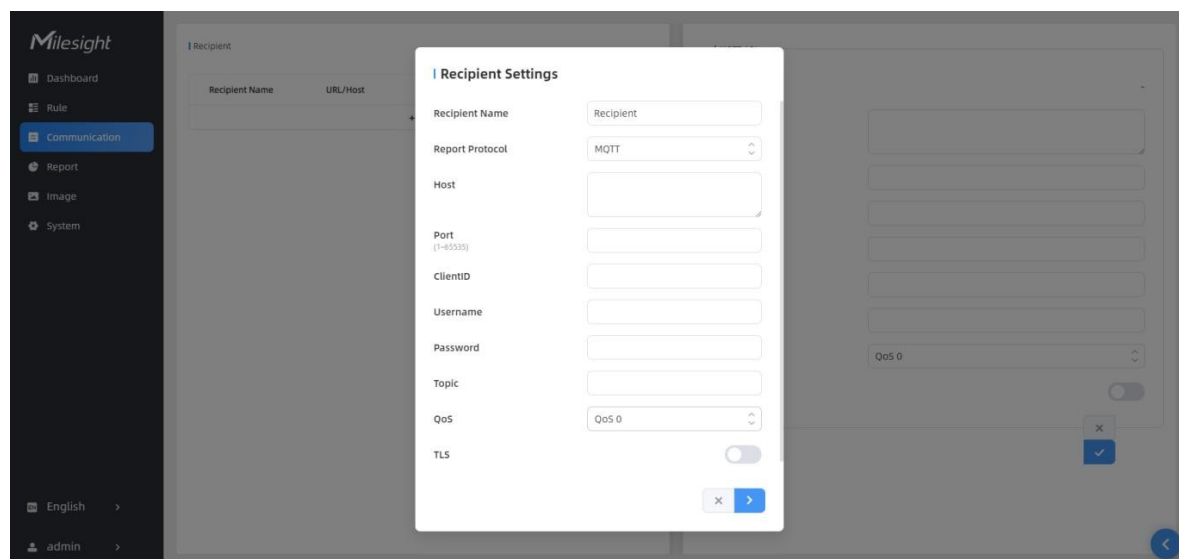 Milesight
Dashboard
Rule
Communication
Report
Image
System
English
admin
Recipient
Recipient Name URL/Host
+
Recipient Settings
Recipient Name Recipient
Report Protocol MQTT
Host
Port
(1~65535)
ClientID
Username
Password
Topic
QoS QoS 0
TLS
QoS 0